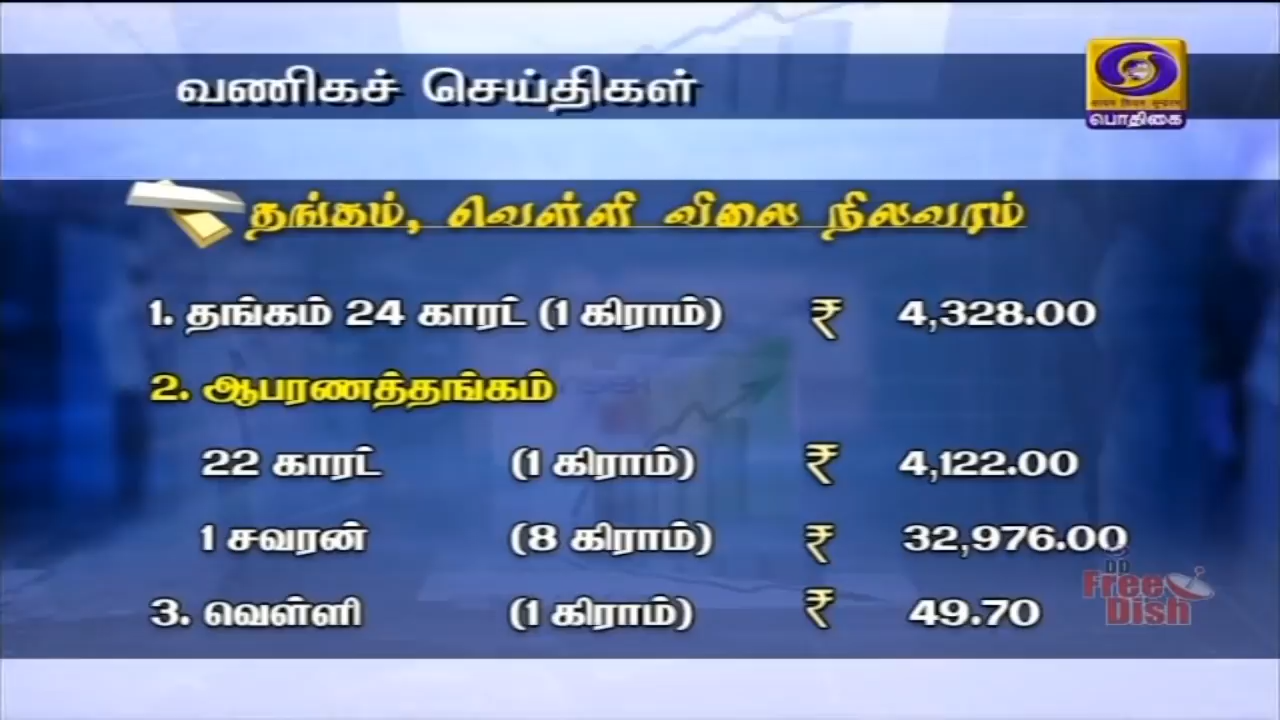 வணிகச் செய்திகள்
பொதிகை
தங்கம், வெள்ளி விலை நிலவரம்
1. தங்கம் 24 காரட் (1 கிராம்) ₹ 4,328.00
2. ஆபரணத்தங்கம்
22 காரட் (1 கிராம்) ₹ 4,122.00
1 சவரன் (8 கிராம்) ₹ 32,976.00
3. வெள்ளி (1 கிராம்) ₹ 49.70
DD
Free
Dish